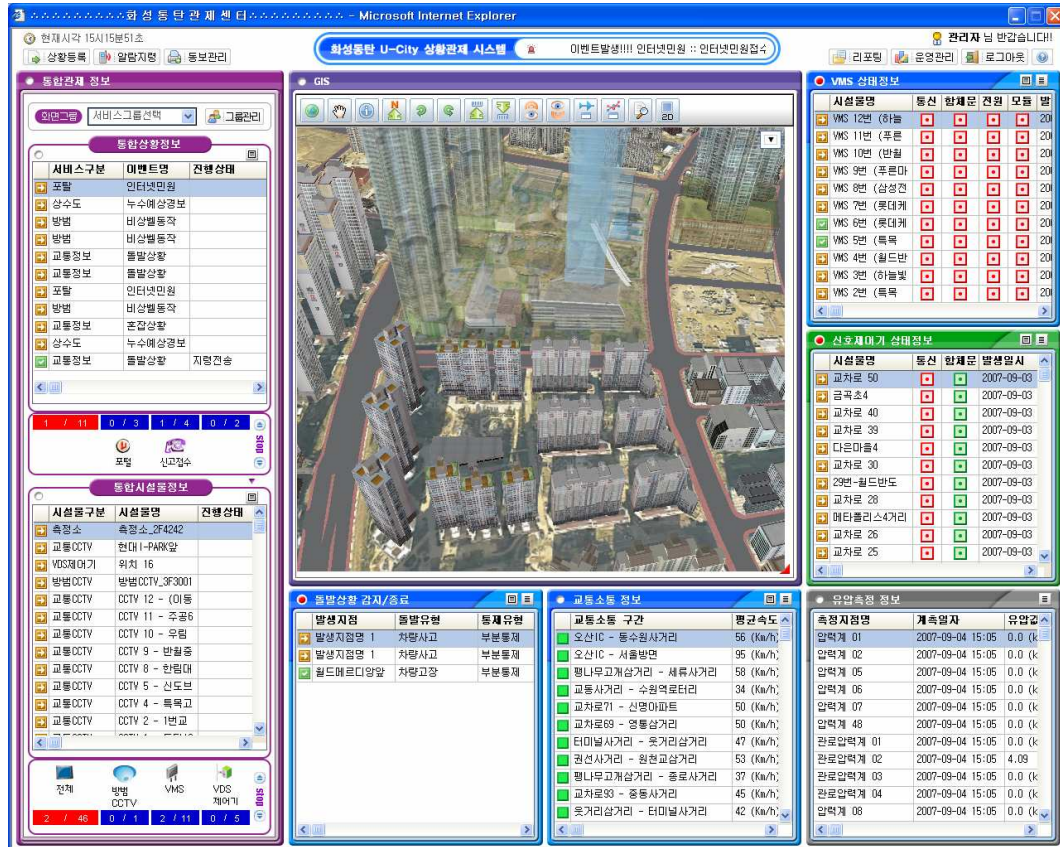 화성동탄관제센터 - Microsoft Internet Explorer
현재시각 15시15분51초
관리자 님 반갑습니다!!
상황등록 알람지령 통보관리
화성동탄 U-City 상황관제 시스템
이벤트발생!!!! 인터넷민원 :: 인터넷민원접수
리포팅 운영관리 로그아웃
통합관제 정보
화면그룹 서비스그룹선택 그룹관리
통합상황정보
서비스구분 이벤트명 진행상태
포탈 인터넷민원
상수도 누수예상경보
방범 비상벨동작
방범 비상벨동작
교통정보 돌발상황
교통정보 돌발상황
포탈 인터넷민원
방범 비상벨동작
교통정보 혼잡상황
상수도 누수예상경보
교통정보 돌발상황 지령전송
1 / 11 0 / 3 1 / 4 0 / 2
stop
포털 신고접수
통합시설물정보
시설물구분 시설물명 진행상태
측정소 측정소_2F4242
교통CCTV 현대I-PARK앞
VDS제어기 위치 16
방범CCTV 방범CCTV_3F3001
교통CCTV CCTV 12 - (이동
교통CCTV CCTV 11 - 주공6
교통CCTV CCTV 10 - 우림
교통CCTV CCTV 9 - 반월중
교통CCTV CCTV 8 - 한림대
교통CCTV CCTV 5 - 신도브
교통CCTV CCTV 4 - 특목고
교통CCTV CCTV 2 - 1번교
전체 방범 CCTV VMS VDS 제어기
stop
2 / 46 0 / 1 2 / 11 0 / 5
GIS
N
2D
VMS 상태정보
시설물명 통신 함체문 전원 모듈 발
VMS 12번 (하늘 20
VMS 11번 (푸른 20
VMS 10번 (반월 20
VMS 9번 (푸른마 20
VMS 8번 (삼성전 20
VMS 7번 (롯데케 20
VMS 6번 (롯데케 20
VMS 5번 (특목 20
VMS 4번 (월드반 20
VMS 3번 (하늘빛 20
VMS 2번 (특목 20
신호제어기 상태정보
시설물명 통신 함체문 발생일시
교차로 50 2007-09-03
금곡초4 2007-09-03
교차로 40 2007-09-03
교차로 39 2007-09-03
다은마을4 2007-09-03
교차로 30 2007-09-03
29번-월드반도 2007-09-03
교차로 28 2007-09-03
메타폴리스4거리 2007-09-03
교차로 26 2007-09-03
교차로 25 2007-09-03
돌발상황 감지/종료
발생지점 돌발유형 통제유형
발생지점명 1 차량사고 부분통제
발생지점명 1 차량사고 부분통제
월드메르디앙앞 차량고장 부분통제
교통소통 정보
교통소통 구간 평균속도
오산IC - 동수원사거리 56 (Km/h)
오산IC - 서울방면 95 (Km/h)
팽나무고개삼거리 - 세류사거리 58 (Km/h)
교동사거리 - 수원역로터리 34 (Km/h)
교차로71 - 신명아파트 50 (Km/h)
교차로69 - 영통삼거리 50 (Km/h)
터미널사거리 - 웃거리삼거리 47 (Km/h)
권선사거리 - 원천교삼거리 53 (Km/h)
팽나무고개삼거리 - 종로사거리 37 (Km/h)
교차로93 - 중동사거리 45 (Km/h)
웃거리삼거리 - 터미널사거리 42 (Km/h)
유압측정 정보
측정지점명 계측일자 유압값
압력계 01 2007-09-04 15:05 0.0 (k
압력계 02 2007-09-04 15:05 0.0 (k
압력계 05 2007-09-04 15:05 0.0 (k
압력계 06 2007-09-04 15:05 0.0 (k
압력계 07 2007-09-04 15:05 0.0 (k
압력계 48 2007-09-04 15:05 0.0 (k
관로압력계 01 2007-09-04 15:05 0.0 (k
관로압력계 02 2007-09-04 15:05 4.09
관로압력계 03 2007-09-04 15:05 0.0 (k
관로압력계 04 2007-09-04 15:05 0.0 (k
압력계 08 2007-09-04 15:05 0.0 (k